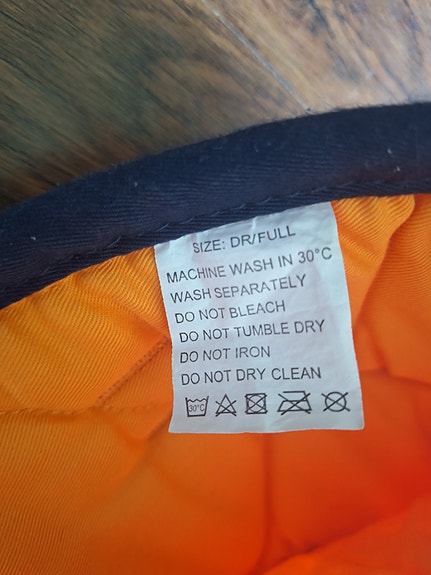 SIZE: DR/FULL
MACHINE WASH IN 30°C
WASH SEPARATELY
DO NOT BLEACH
DO NOT TUMBLE DRY
DO NOT IRON
DO NOT DRY CLEAN
30°C